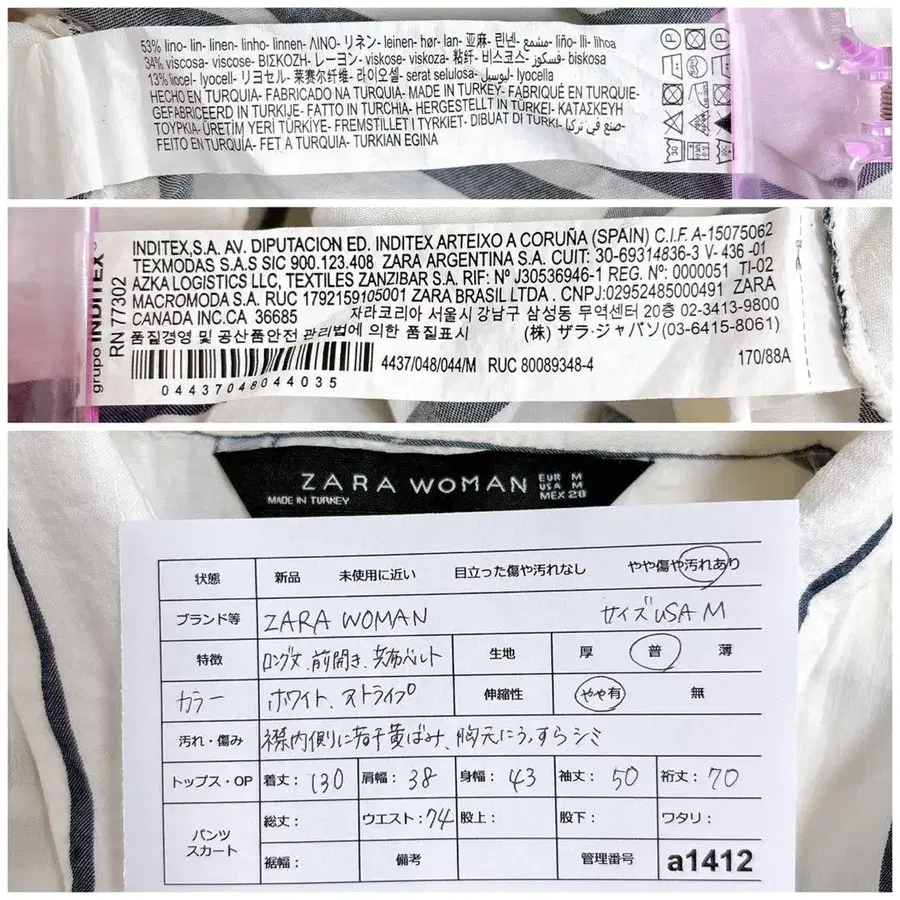 53% lino- lin- linen- linho- linnen- ΛΙΝΟ- リネン- leinen- hør- lan- 亚麻- 린넨- مشمع- liño- lli- lihoa
34% viscosa- viscose- ΒΙΣΚΟΖΗ- レーヨン- viskose- viskoza- 粘纤- 비스코스- فسكوز- biskosa
13% liocel- lyocell- リヨセル- 莱赛尔纤维- 라이오셀- serat selulosa- ليوسيل- lyocella
HECHO EN TURQUIA- FABRICADO NA TURQUIA- MADE IN TURKEY- FABRIQUÉ EN TURQUIE-
GEFABRICEERD IN TURKIJE- FATTO IN TURCHIA- HERGESTELLT IN TÜRKEI- ΚΑΤΑΣΚΕΥΗ
ΤΟΥΡΚΙΑ- ÜRETİM YERİ TÜRKİYE- FREMSTILLET I TYRKIET- DIBUAT DI TURKI- صنع في تركيا-
FEITO EN TURQUIA- FET A TURQUIA- TURKIAN EGINA
grupo INDITEX
RN 77302
INDITEX,S.A. AV. DIPUTACION ED. INDITEX ARTEIXO A CORUÑA (SPAIN) C.I.F. A-15075062
TEXMODAS S.A.S SIC 900.123.408 ZARA ARGENTINA S.A. CUIT: 30-69314836-3 V-436 -01
AZKA LOGISTICS LLC, TEXTILES ZANZIBAR S.A. RIF: Nº J30536946-1 REG. Nº: 0000051 TI-02
MACROMODA S.A. RUC 1792159105001 ZARA BRASIL LTDA . CNPJ:02952485000491 ZARA
CANADA INC.CA 36685 자라코리아 서울시 강남구 삼성동 무역센터 20 02-3413-9800
품질경영 및 공산품안전 관리법에 의한 품질표시 (株) ザラ・ジャパン(03-6415-8061)
4437/048/044/M RUC 80089348-4 170/88A
04437048044035
ZARA WOMAN EUR M
USA M
MEX 28
MADE IN TURKEY
状態 新品 未使用に近い 目立った傷や汚れなし やや傷や汚れあり
ブランド等 ZARA WOMAN サイズUSA M
特徴 ロング丈、前開き、共布ベルト 生地 厚 普 薄
カラー ホワイト、ストライプ 伸縮性 やや有 無
汚れ・傷み 襟内側に若干黄ばみ、胸元にうっすらシミ
トップス・OP 着丈：130 肩幅：38 身幅：43 袖丈：50 裄丈：70
パンツ
スカート
総丈： ウエスト：74 股上： 股下： ワタリ：
裾幅： 備考 管理番号 a1412